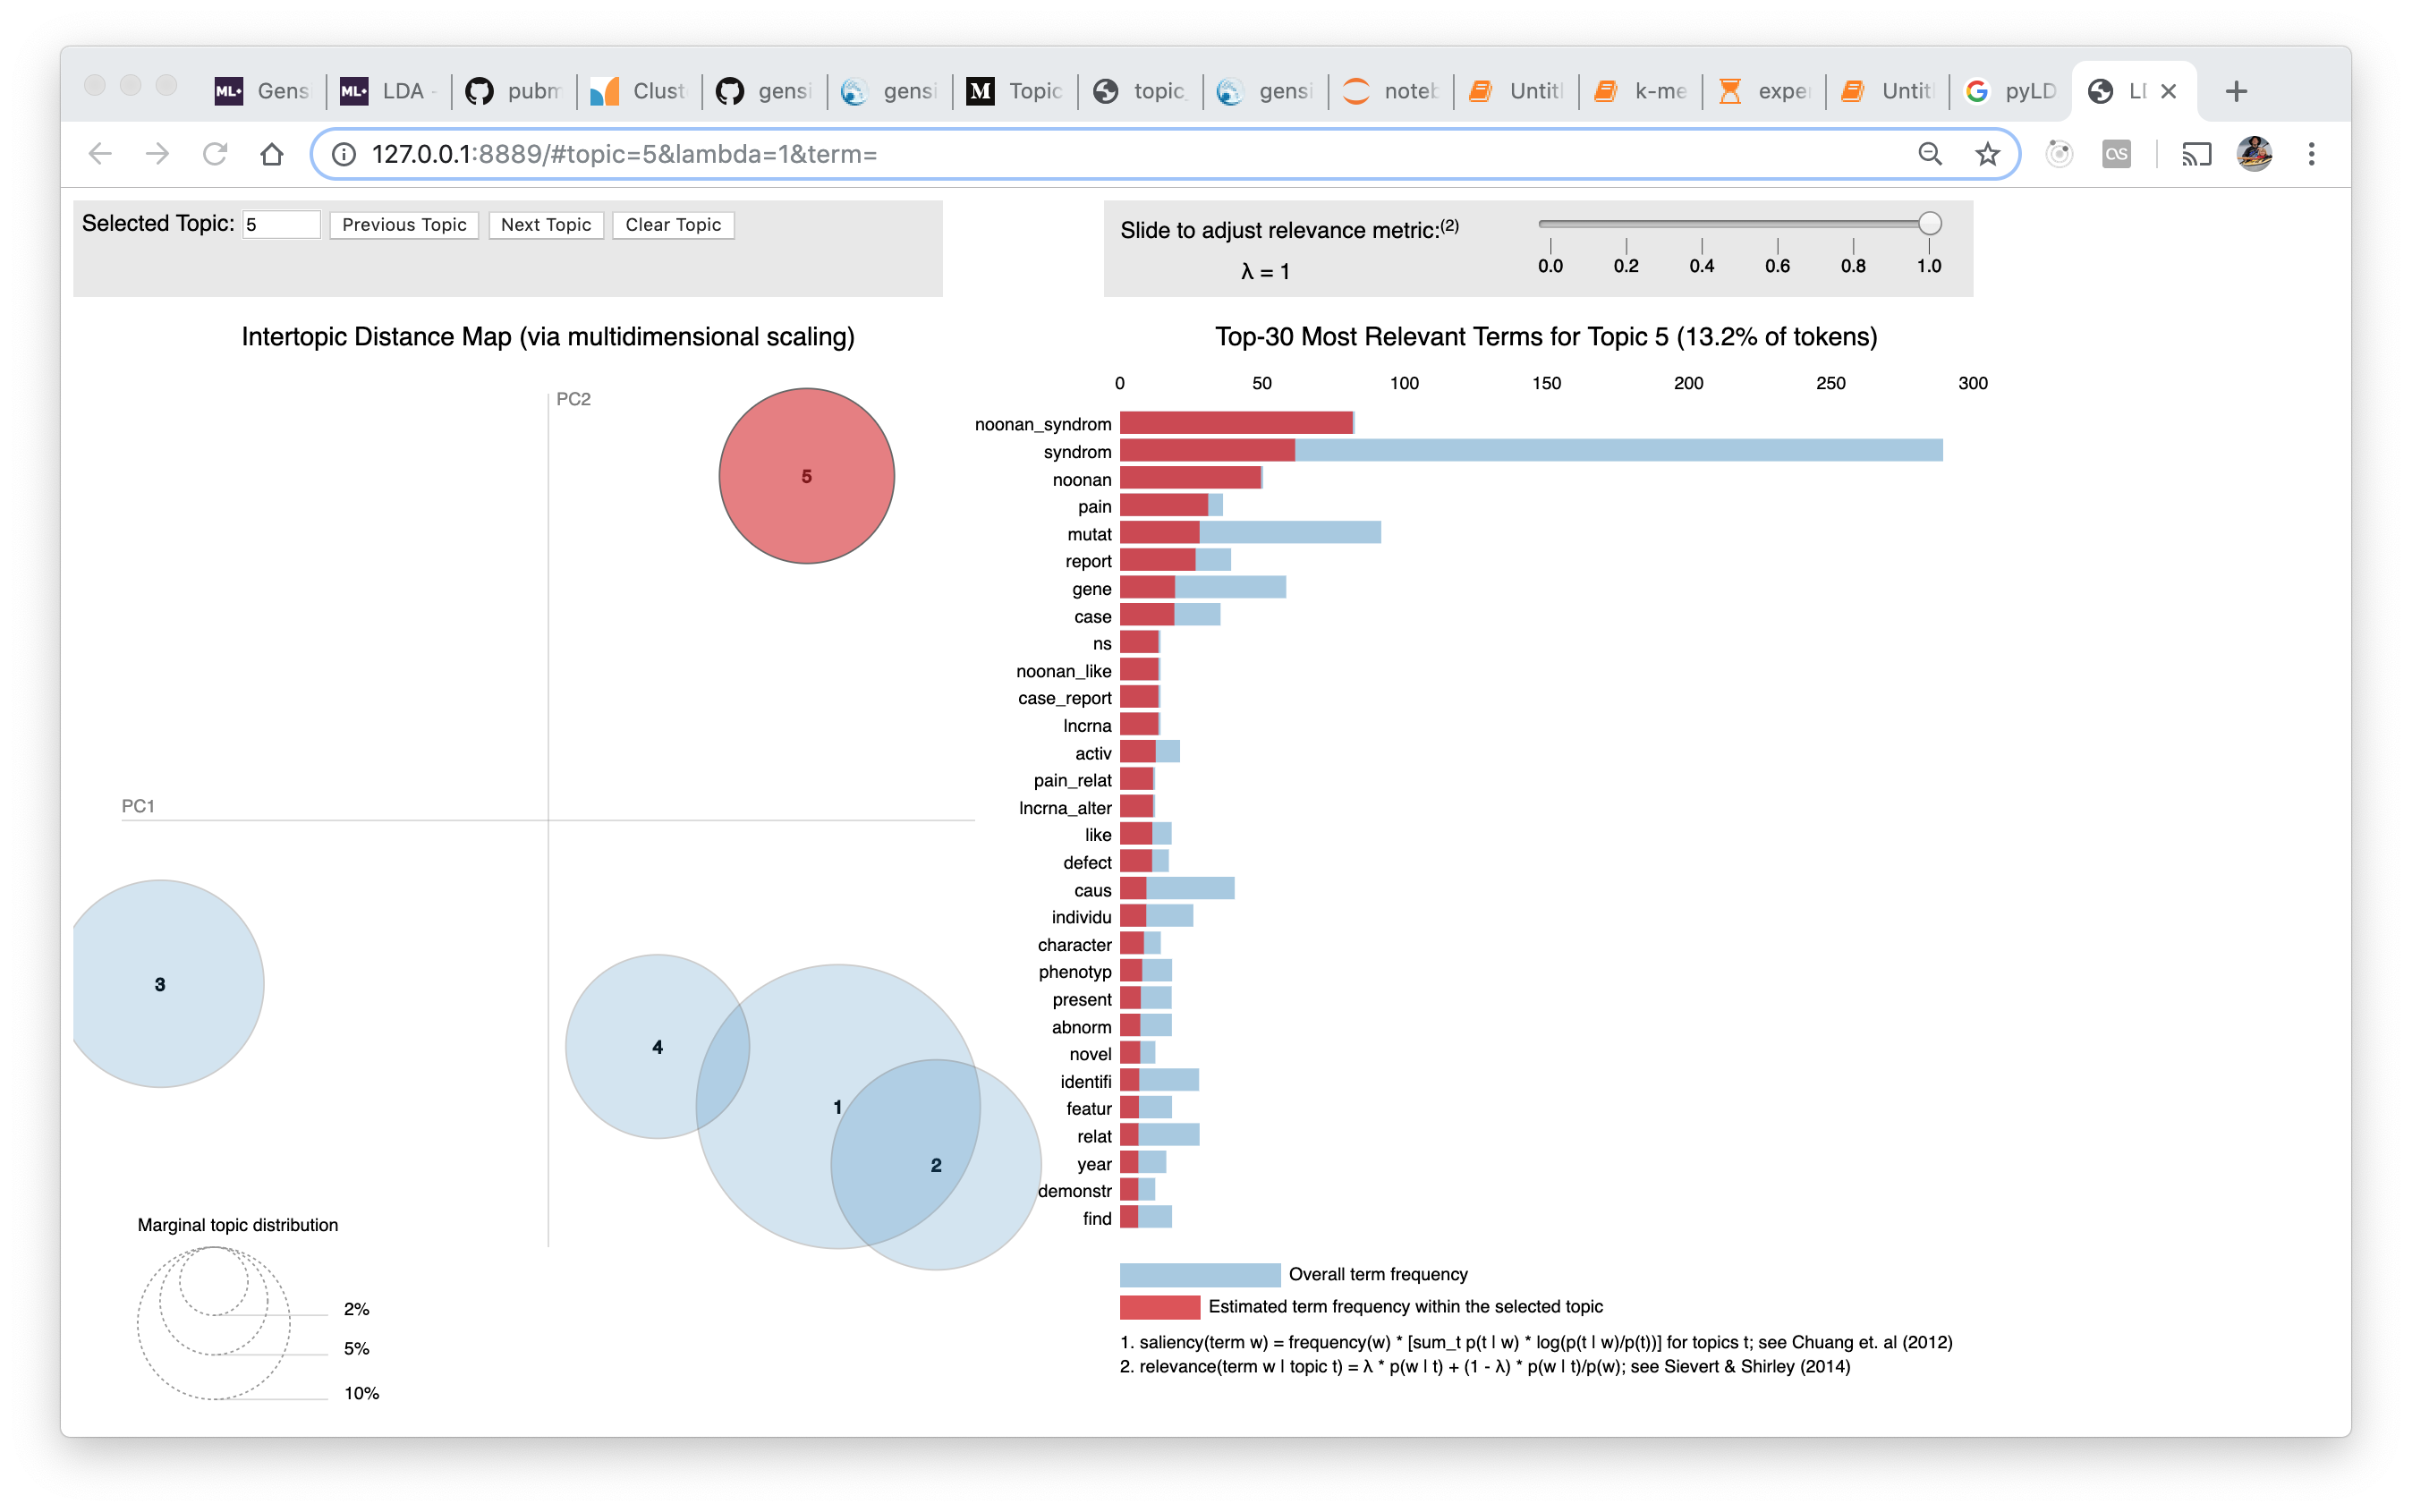 Gensi
LDA -
pubm
Clust
gensi
gensi
Topic
topic_
gensi
noteb
Untitl
k-me
exper
Untitl
pyLD
LD
127.0.0.1:8889/#topic=5&lambda=1&term=
Selected Topic: 5 Previous Topic Next Topic Clear Topic
Slide to adjust relevance metric:(2)
λ = 1
0.0 0.2 0.4 0.6 0.8 1.0
Intertopic Distance Map (via multidimensional scaling)
PC2
PC1
5
3
4
1
2
Marginal topic distribution
2%
5%
10%
Top-30 Most Relevant Terms for Topic 5 (13.2% of tokens)
0 50 100 150 200 250 300
noonan_syndrom
syndrom
noonan
pain
mutat
report
gene
case
ns
noonan_like
case_report
lncrna
activ
pain_relat
lncrna_alter
like
defect
caus
individu
character
phenotyp
present
abnorm
novel
identifi
featur
relat
year
demonstr
find
Overall term frequency
Estimated term frequency within the selected topic
1. saliency(term w) = frequency(w) * [sum_t p(t | w) * log(p(t | w)/p(t))] for topics t; see Chuang et. al (2012)
2. relevance(term w | topic t) = λ * p(w | t) + (1 - λ) * p(w | t)/p(w); see Sievert & Shirley (2014)